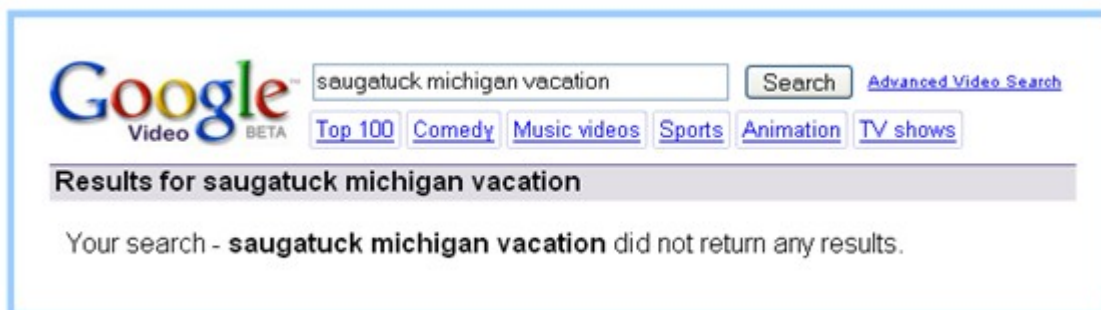 Google™ saugatuck michigan vacation Search Advanced Video Search
Video BETA Top 100 Comedy Music videos Sports Animation TV shows
Results for saugatuck michigan vacation
Your search - saugatuck michigan vacation did not return any results.